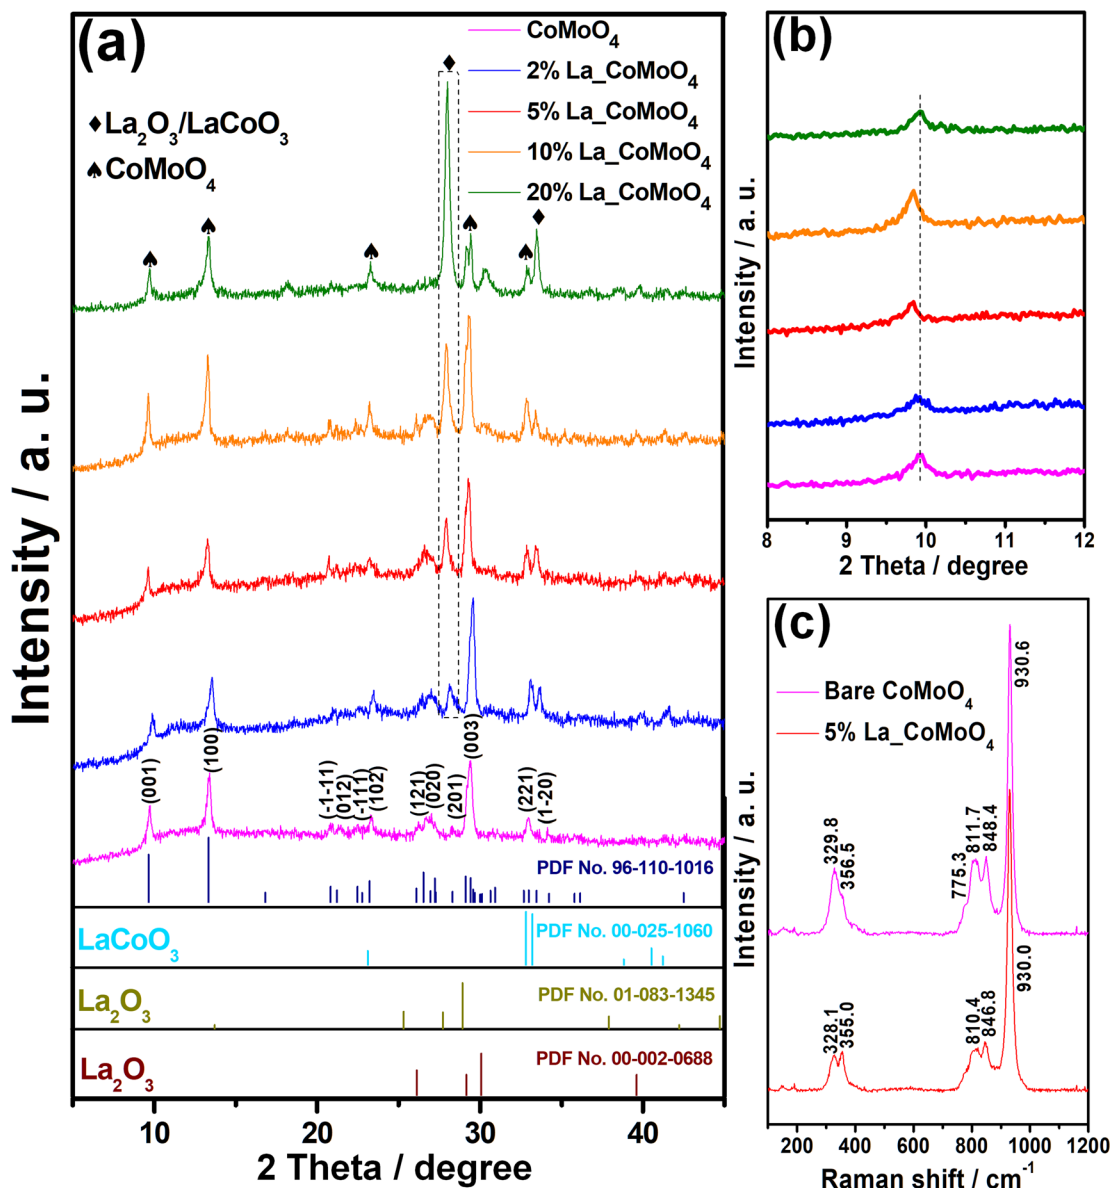 (a)
CoMoO4
2% La_CoMoO4
5% La_CoMoO4
10% La_CoMoO4
20% La_CoMoO4
♦ La2O3/LaCoO3
♠ CoMoO4
Intensity / a. u.
(001)
(100)
(-1-11)
(012)
(-111)
(102)
(121)
(020)
(201)
(003)
(221)
(1-20)
PDF No. 96-110-1016
LaCoO3
PDF No. 00-025-1060
La2O3
PDF No. 01-083-1345
La2O3
PDF No. 00-002-0688
10 20 30 40
2 Theta / degree
(b)
Intensity / a. u.
8 9 10 11 12
2 Theta / degree
(c)
Bare CoMoO4
5% La_CoMoO4
Intensity / a. u.
329.8
356.5
775.3
811.7
848.4
930.6
328.1
355.0
810.4
846.8
930.0
200 400 600 800 1000 1200
Raman shift / cm-1